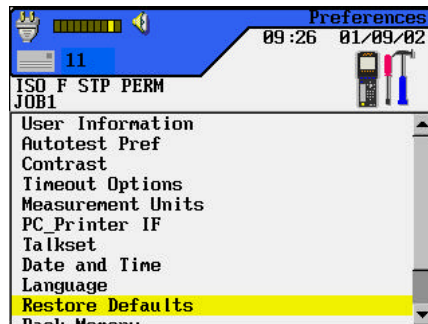 Preferences
09:26 01/09/02
11
ISO F STP PERM
JOB1
User Information
Autotest Pref
Contrast
Timeout Options
Measurement Units
PC_Printer IF
Talkset
Date and Time
Language
Restore Defaults